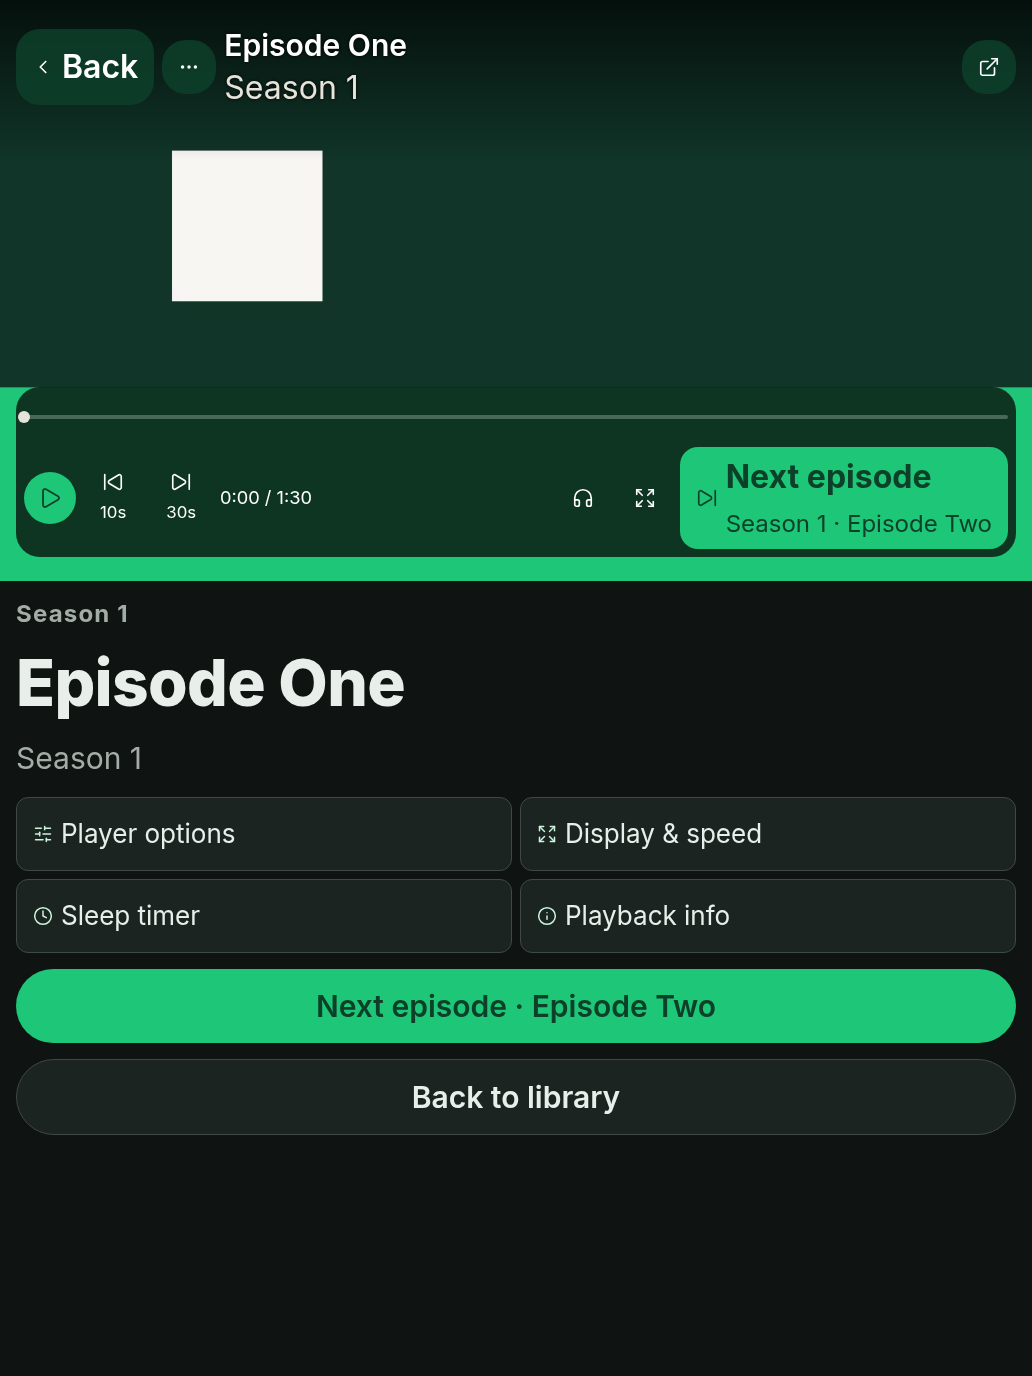 Back
Episode One
Season 1
10s
30s
0:00 / 1:30
Next episode
Season 1 · Episode Two
Season 1
Episode One
Season 1
Player options
Display & speed
Sleep timer
Playback info
Next episode · Episode Two
Back to library